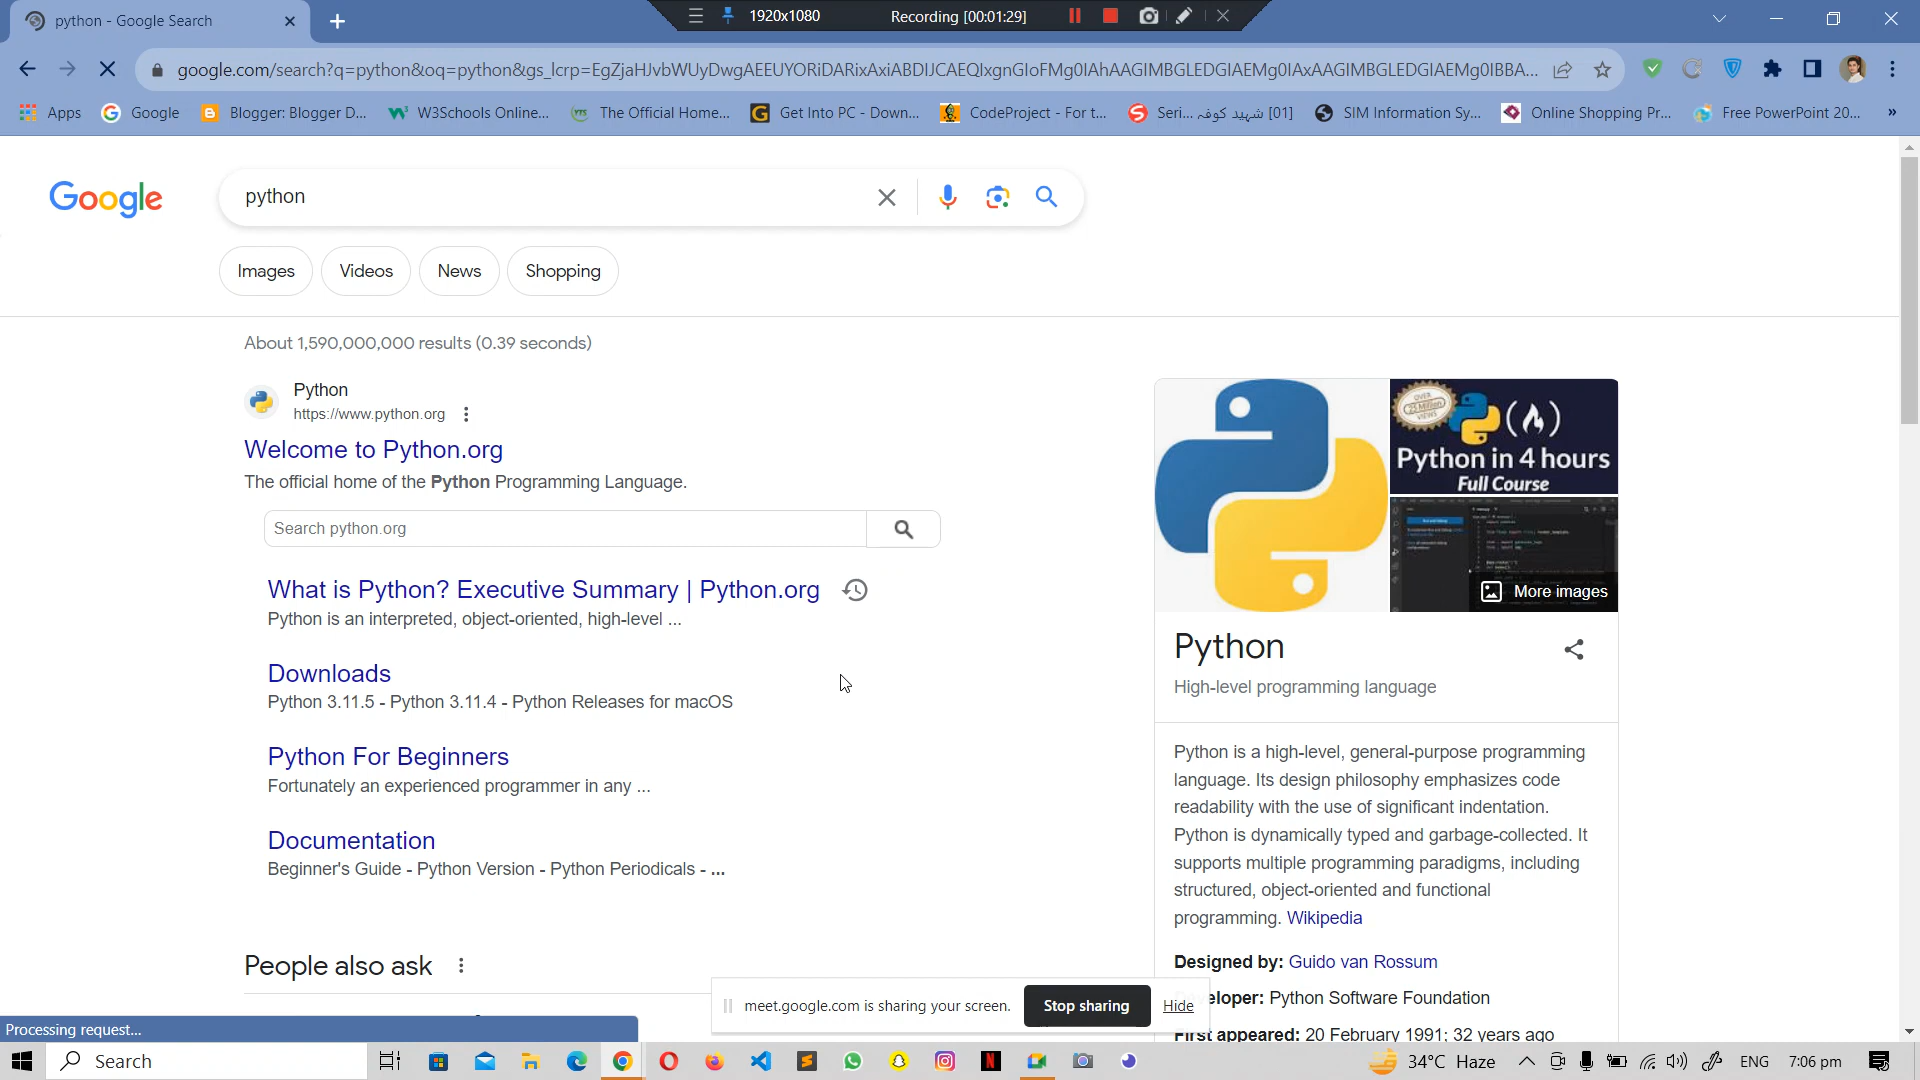 python - Google Search
1920x1080
Recording [00:01:29]
google.com/search?q=python&oq=python&gs_lcrp=EgZjaHJvbWUyDwgAEEUYORiDARixAxiABDIJCAEQIxgnGIoFMg0IAhAAGIMBGLEDGIAEMg0IAxAAGIMBGLEDGIAEMg0IBBA...
Apps
Google
Blogger: Blogger D...
W3Schools Online...
The Official Home...
Get Into PC - Down...
CodeProject - For t...
[01] شہید کوفہ ...Seri
SIM Information Sy...
Online Shopping Pr...
Free PowerPoint 20...
»
Google
python
Images
Videos
News
Shopping
About 1,590,000,000 results (0.39 seconds)
Python
https://www.python.org
Welcome to Python.org
The official home of the Python Programming Language.
Search python.org
What is Python? Executive Summary | Python.org
Python is an interpreted, object-oriented, high-level ...
Downloads
Python 3.11.5 - Python 3.11.4 - Python Releases for macOS
Python For Beginners
Fortunately an experienced programmer in any ...
Documentation
Beginner's Guide - Python Version - Python Periodicals - ...
People also ask
OVER
25 Million
VIEWS
Python in 4 hours
Full Course
More images
Python
High-level programming language
Python is a high-level, general-purpose programming
language. Its design philosophy emphasizes code
readability with the use of significant indentation.
Python is dynamically typed and garbage-collected. It
supports multiple programming paradigms, including
structured, object-oriented and functional
programming. Wikipedia
Designed by: Guido van Rossum
eloper: Python Software Foundation
First appeared: 20 February 1991; 32 years ago
meet.google.com is sharing your screen.
Stop sharing
Hide
Processing request...
Search
34°C Haze
ENG
7:06 pm